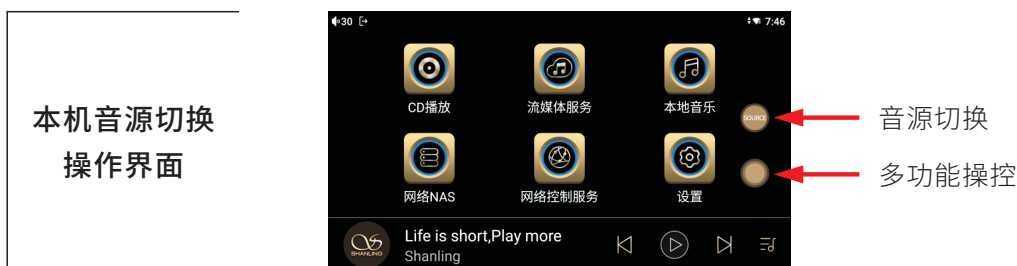 本机音源切换
操作界面
30 7:46
CD播放 流媒体服务 本地音乐
SOURCE
音源切换
网络NAS 网络控制服务 设置
多功能操控
Life is short,Play more
Shanling
SHANLING